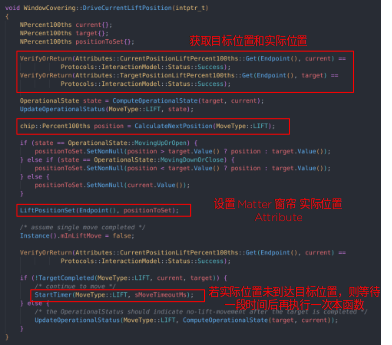 void WindowCovering::DriveCurrentLiftPosition(intptr_t)
{
NPercent100ths current{};
NPercent100ths target{};
NPercent100ths positionToSet{};
获取目标位置和实际位置
VerifyOrReturn(Attributes::CurrentPositionLiftPercent100ths::Get(Endpoint(), current) ==
Protocols::InteractionModel::Status::Success);
VerifyOrReturn(Attributes::TargetPositionLiftPercent100ths::Get(Endpoint(), target) ==
Protocols::InteractionModel::Status::Success);
OperationalState state = ComputeOperationalState(target, current);
UpdateOperationalStatus(MoveType::LIFT, state);
chip::Percent100ths position = CalculateNextPosition(MoveType::LIFT);
if (state == OperationalState::MovingUpOrOpen) {
positionToSet.SetNonNull(position > target.Value() ? position : target.Value());
} else if (state == OperationalState::MovingDownOrClose) {
positionToSet.SetNonNull(position < target.Value() ? position : target.Value());
} else {
positionToSet.SetNonNull(current.Value());
}
LiftPositionSet(Endpoint(), positionToSet);
设置 Matter 窗帘 实际位置
Attribute
/* assume single move completed */
Instance().mInLiftMove = false;
VerifyOrReturn(Attributes::CurrentPositionLiftPercent100ths::Get(Endpoint(), current) ==
Protocols::InteractionModel::Status::Success);
if (!TargetCompleted(MoveType::LIFT, current, target)) {
/* continue to move */
StartTimer(MoveType::LIFT, sMoveTimeoutMs);
若实际位置未到达目标位置，则等待
一段时间后再执行一次本函数
} else {
/* the OperationalStatus should indicate no-lift-movement after the target is completed */
UpdateOperationalStatus(MoveType::LIFT, ComputeOperationalState(target, current));
}
}